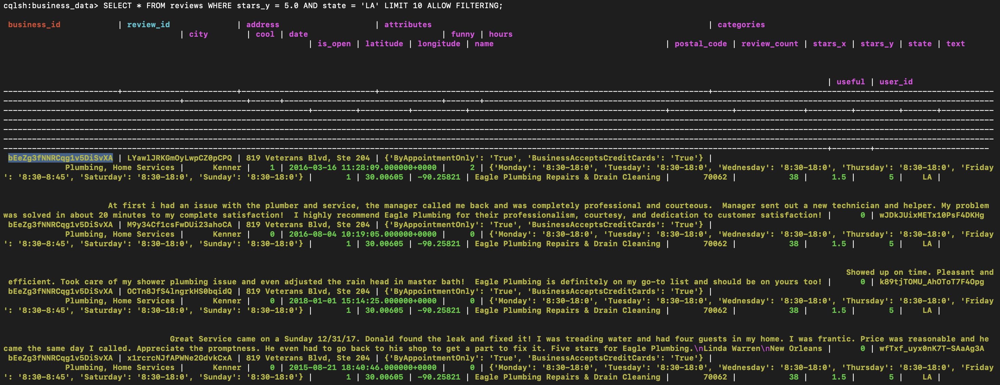 cqlsh:business_data> SELECT * FROM reviews WHERE stars_y = 5.0 AND state = 'LA' LIMIT 10 ALLOW FILTERING;
business_id | review_id | address | attributes | categories
| city | cool | date | funny | hours
| is_open | latitude | longitude | name | postal_code | review_count | stars_x | stars_y | state | text
| useful | user_id
bEeZg3fNNRCqg1v5DiSvXA | LYawlJRKGmOyLwpCZ0pCPQ | 819 Veterans Blvd, Ste 204 | {'ByAppointmentOnly': 'True', 'BusinessAcceptsCreditCards': 'True'} |
Plumbing, Home Services | Kenner | 1 | 2016-03-16 11:28:09.000000+0000 | 2 | {'Monday': '8:30-18:0', 'Tuesday': '8:30-18:0', 'Wednesday': '8:30-18:0', 'Thursday': '8:30-18:0', 'Friday
': '8:30-8:45', 'Saturday': '8:30-18:0', 'Sunday': '8:30-18:0'} | 1 | 30.00605 | -90.25821 | Eagle Plumbing Repairs & Drain Cleaning | 70062 | 38 | 1.5 | 5 | LA |
At first i had an issue with the plumber and service, the manager called me back and was completely professional and courteous.  Manager sent out a new technician and helper. My problem
was solved in about 20 minutes to my complete satisfaction!  I highly recommend Eagle Plumbing for their professionalism, courtesy, and dedication to customer satisfaction! | 0 | wJDkJUixMETx10PsF4DKHg
bEeZg3fNNRCqg1v5DiSvXA | M9y34Cf1csFwDUi23ahoCA | 819 Veterans Blvd, Ste 204 | {'ByAppointmentOnly': 'True', 'BusinessAcceptsCreditCards': 'True'} |
Plumbing, Home Services | Kenner | 0 | 2016-08-04 10:19:05.000000+0000 | 0 | {'Monday': '8:30-18:0', 'Tuesday': '8:30-18:0', 'Wednesday': '8:30-18:0', 'Thursday': '8:30-18:0', 'Friday
': '8:30-8:45', 'Saturday': '8:30-18:0', 'Sunday': '8:30-18:0'} | 1 | 30.00605 | -90.25821 | Eagle Plumbing Repairs & Drain Cleaning | 70062 | 38 | 1.5 | 5 | LA |
Showed up on time. Pleasant and
efficient. Took care of my shower plumbing issue and even adjusted the rain head in master bath!  Eagle Plumbing is definitely on my go-to list and should be on yours too! | 0 | k89tjTOMU_AhOToT7F4Opg
bEeZg3fNNRCqg1v5DiSvXA | OCTn8JfS4lngrkHS0bqidQ | 819 Veterans Blvd, Ste 204 | {'ByAppointmentOnly': 'True', 'BusinessAcceptsCreditCards': 'True'} |
Plumbing, Home Services | Kenner | 0 | 2018-01-01 15:14:25.000000+0000 | 0 | {'Monday': '8:30-18:0', 'Tuesday': '8:30-18:0', 'Wednesday': '8:30-18:0', 'Thursday': '8:30-18:0', 'Friday
': '8:30-8:45', 'Saturday': '8:30-18:0', 'Sunday': '8:30-18:0'} | 1 | 30.00605 | -90.25821 | Eagle Plumbing Repairs & Drain Cleaning | 70062 | 38 | 1.5 | 5 | LA |
Great Service came on a Sunday 12/31/17. Donald found the leak and fixed it! I was treading water and had four guests in my home. I was frantic. Price was reasonable and he
came the same day I called. Appreciate the promptness. He even had to go back to his shop to get a part to fix it. Five stars for Eagle Plumbing.\nLinda Warren\nNew Orleans | 0 | wfTxf_uyx0nK7T-SAaAg3A
bEeZg3fNNRCqg1v5DiSvXA | x1rcrcNJfAPWNe2GdvkCxA | 819 Veterans Blvd, Ste 204 | {'ByAppointmentOnly': 'True', 'BusinessAcceptsCreditCards': 'True'} |
Plumbing, Home Services | Kenner | 0 | 2015-08-21 18:40:46.000000+0000 | 0 | {'Monday': '8:30-18:0', 'Tuesday': '8:30-18:0', 'Wednesday': '8:30-18:0', 'Thursday': '8:30-18:0', 'Friday
': '8:30-8:45', 'Saturday': '8:30-18:0', 'Sunday': '8:30-18:0'} | 1 | 30.00605 | -90.25821 | Eagle Plumbing Repairs & Drain Cleaning | 70062 | 38 | 1.5 | 5 | LA |